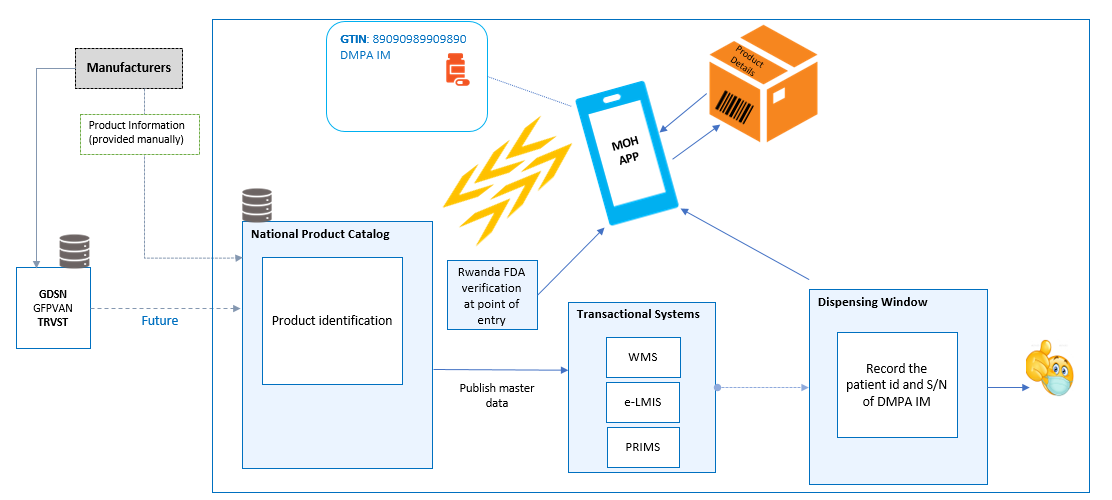 GTIN: 89090989909890
DMPA IM
Product
Details
Manufacturers
Product Information
(provided manually)
MOH
APP
National Product Catalog
Product identification
GDSN
GFPVAN
TRVST
Future
Rwanda FDA
verification
at point of
entry
Publish master
data
Transactional Systems
WMS
e-LMIS
PRIMS
Dispensing Window
Record the
patient id and S/N
of DMPA IM